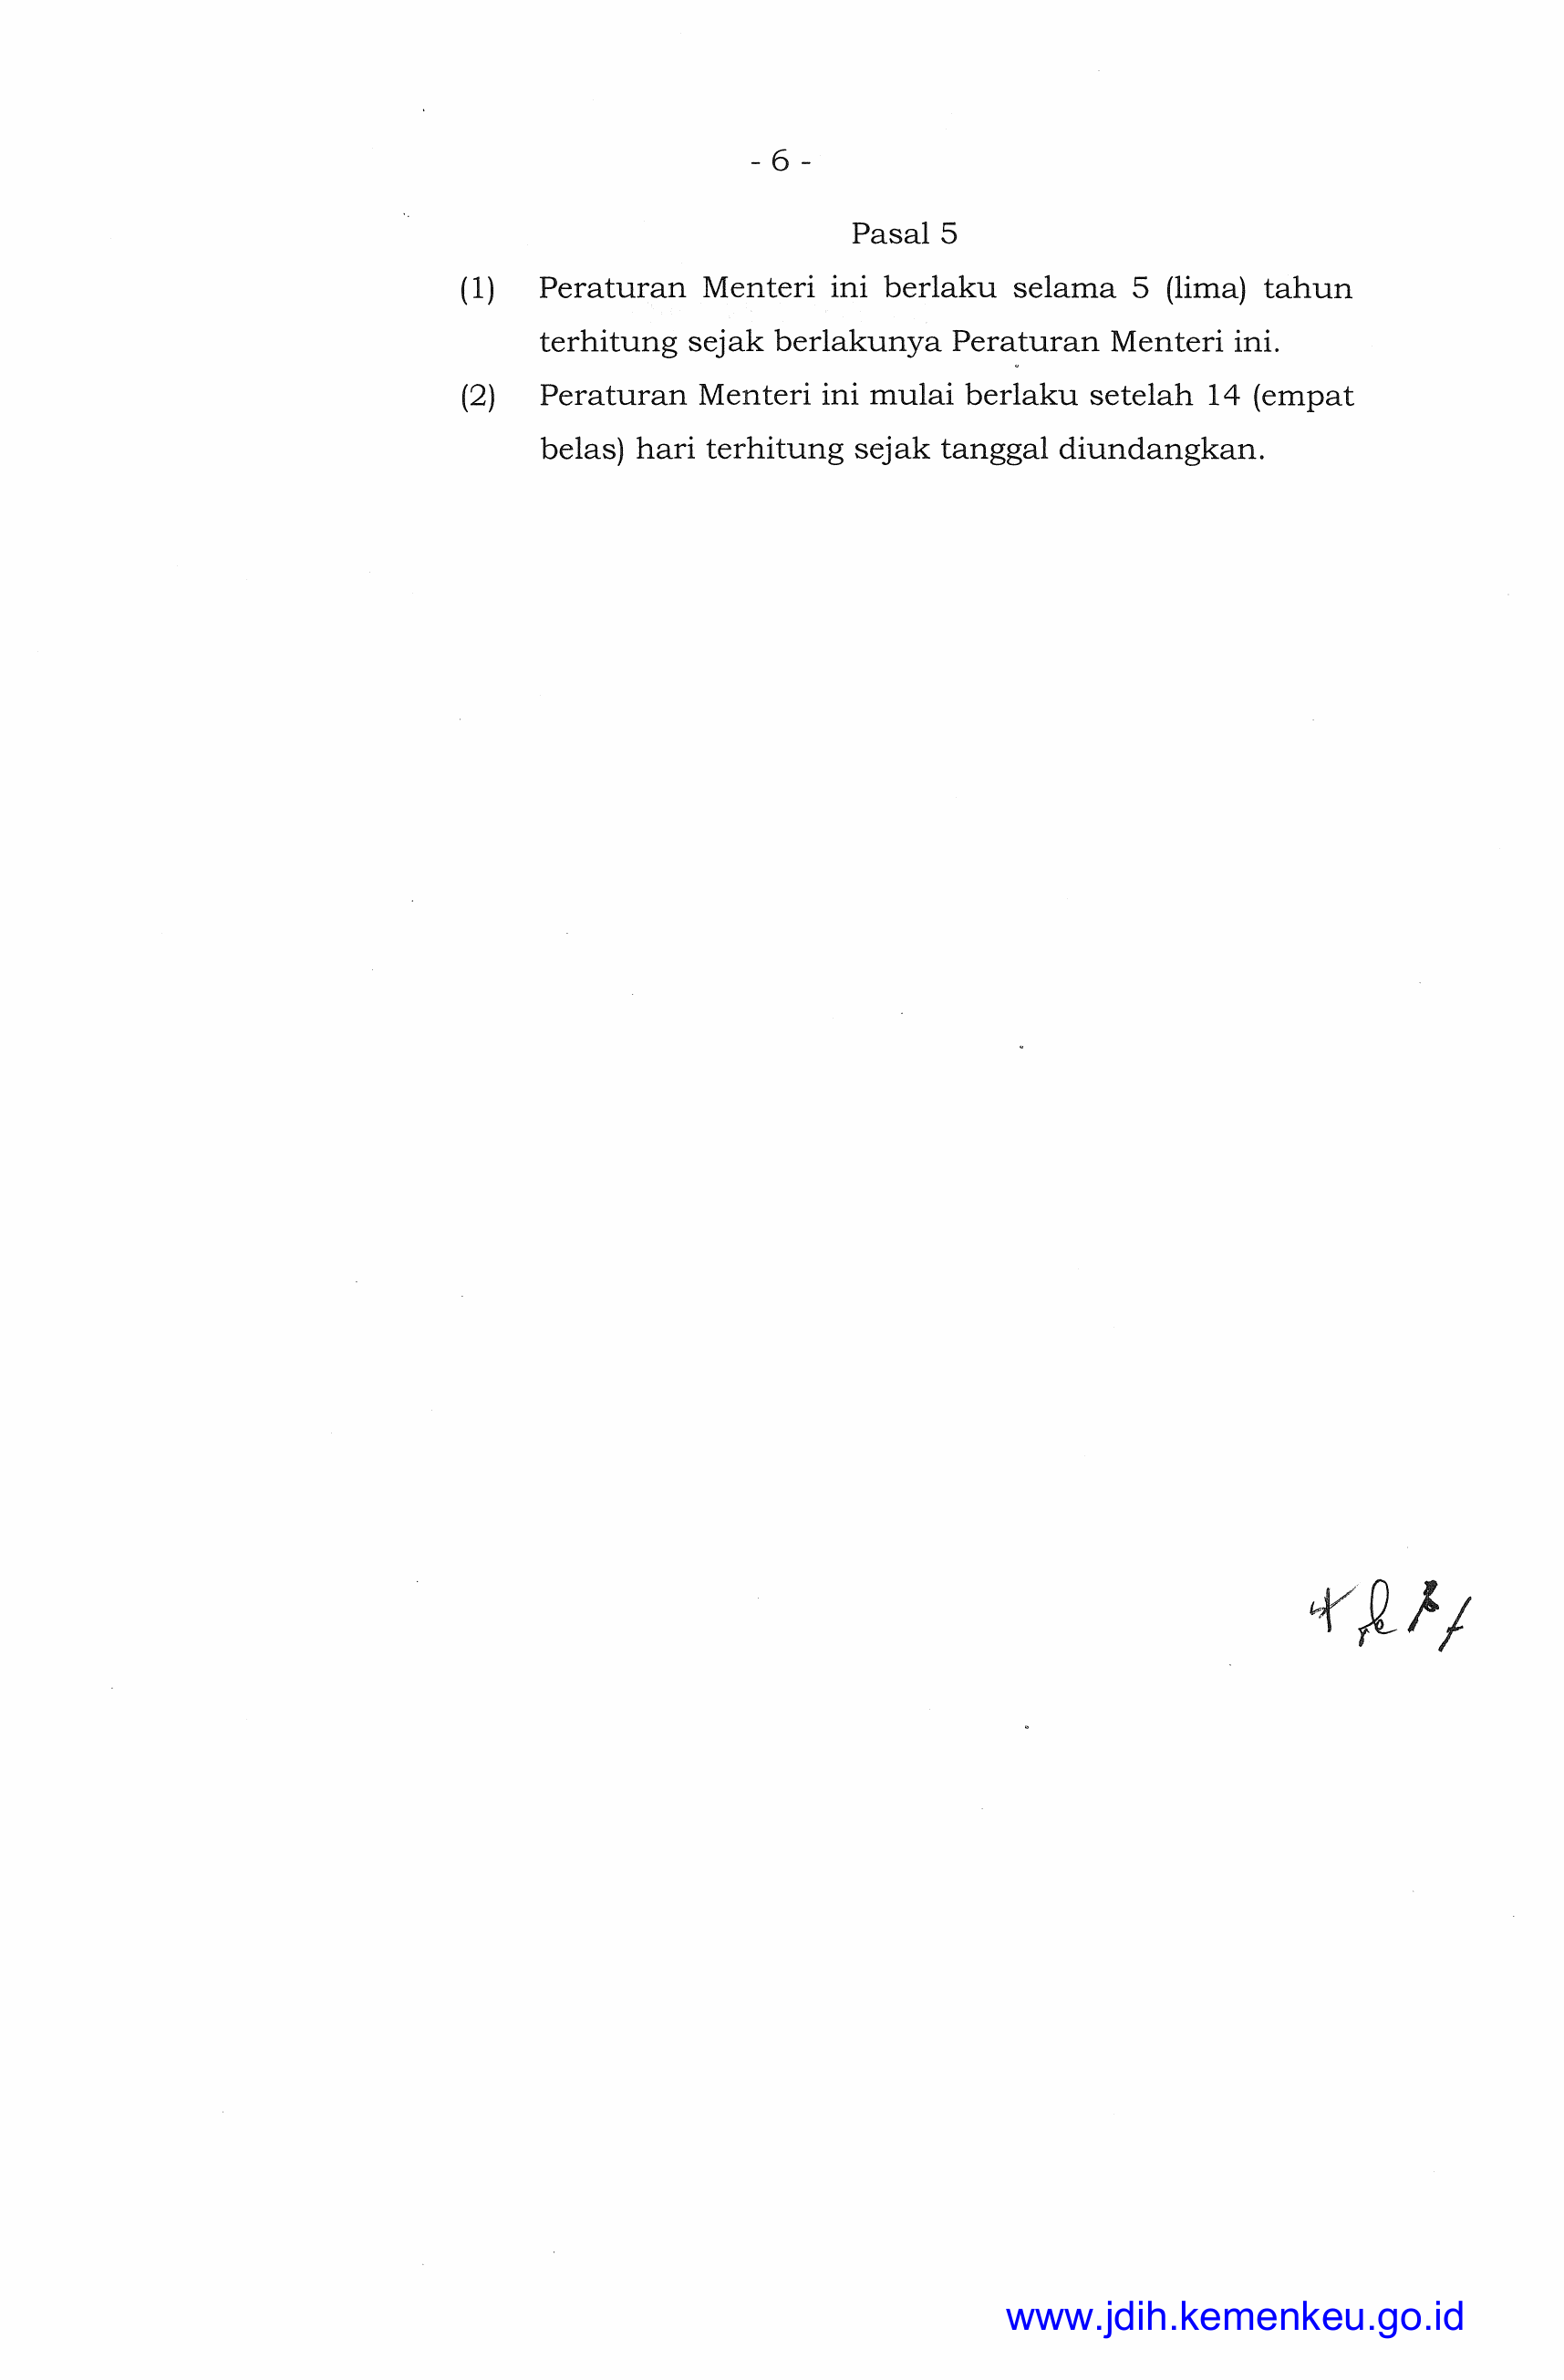 - 6 -
Pasal 5
(1) Peraturan Menteri ini berlaku selama 5 (lima) tahun
terhitung sejak berlakunya Peraturan Menteri ini.
(2) Peraturan Menteri ini mulai berlaku setelah 14 (empat
belas) hari terhitung sejak tanggal diundangkan.
www.jdih.kemenkeu.go.id